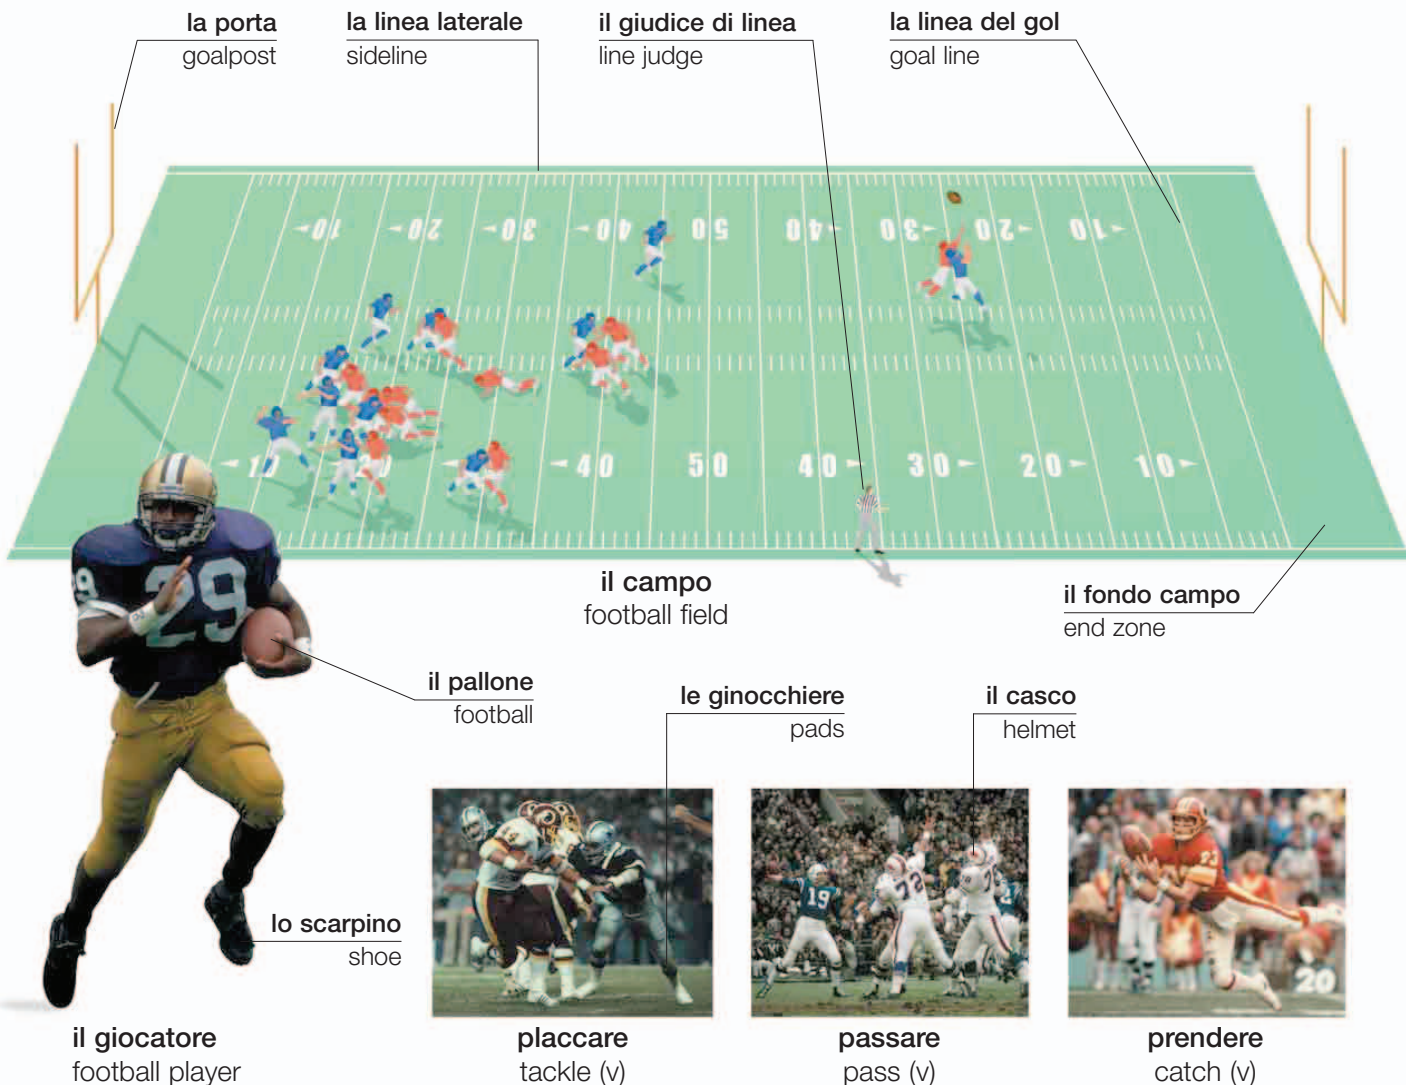 la porta
goalpost
la linea laterale
sideline
il giudice di linea
line judge
la linea del gol
goal line
10 20 30 40 50 40 30 20 10
40 50 40 30 20 10
il campo
football field
il fondo campo
end zone
29
il pallone
football
le ginocchiere
pads
il casco
helmet
lo scarpino
shoe
19
72
20
il giocatore
football player
placcare
tackle (v)
passare
pass (v)
prendere
catch (v)